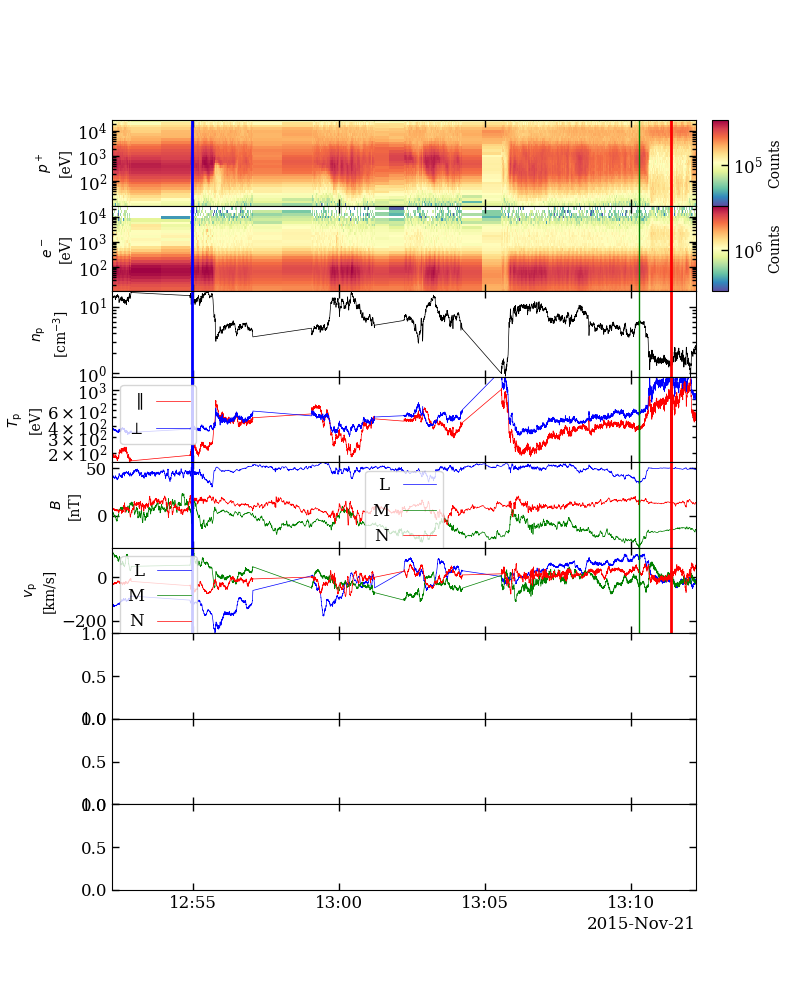 10⁴
10³
10²
p⁺
[eV]
10⁵
Counts
10⁴
10³
10²
e⁻
[eV]
10⁶
Counts
10¹
10⁰
nₚ
[cm⁻³]
10³
6 × 10²
4 × 10²
3 × 10²
2 × 10²
Tₚ
[eV]
∥
⊥
50
0
B
[nT]
L
M
N
0
−200
vₚ
[km/s]
L
M
N
1.0
0.5
0.0
1.0
0.5
0.0
1.0
0.5
0.0
12:55 13:00 13:05 13:10
2015-Nov-21